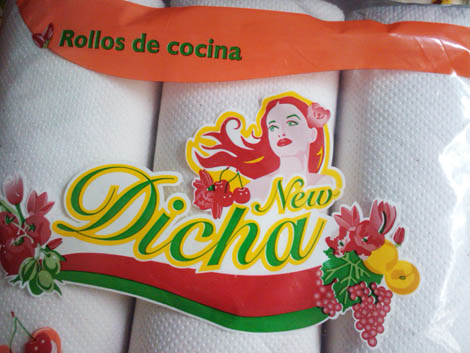 Rollos de cocina
New
Dicha